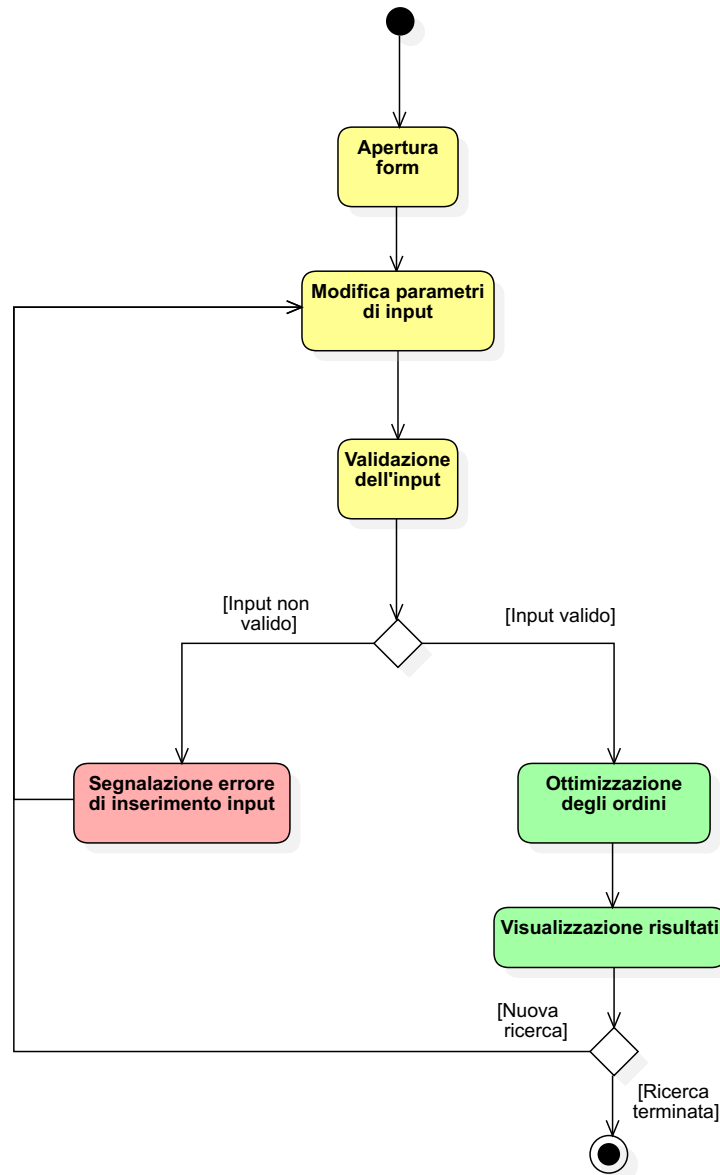 Apertura
form
Modifica parametri
di input
Validazione
dell'input
[Input non
valido]
[Input valido]
Segnalazione errore
di inserimento input
Ottimizzazione
degli ordini
Visualizzazione risultati
[Nuova
ricerca]
[Ricerca
terminata]